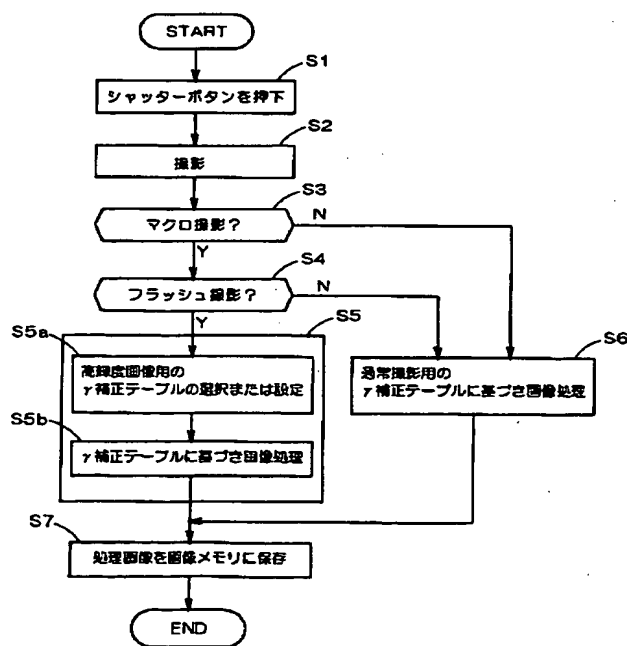 START
S1
シャッターボタンを押下
S2
撮影
S3
マクロ撮影?
N
Y
S4
フラッシュ撮影?
N
Y
S5
S5a
高輝度画像用の
γ補正テーブルの選択または設定
S6
通常撮影用の
γ補正テーブルに基づき画像処理
S5b
γ補正テーブルに基づき画像処理
S7
処理画像を画像メモリに保存
END